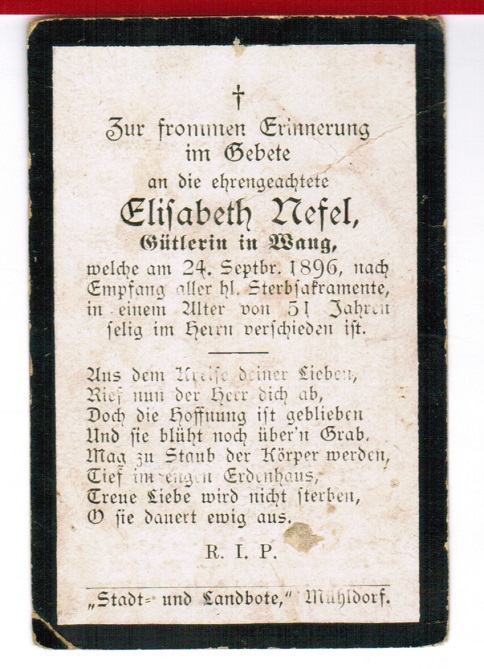 †
Zur frommen Erinnerung
im Gebete
an die ehrengeachtete
Elisabeth Nefel,
Gütlerin in Wang,
welche am 24. Septbr. 1896, nach
Empfang aller hl. Sterbsakramente,
in einem Alter von 51 Jahren
selig im Herrn verschieden ist.
Aus dem Kreise deiner Lieben,
Rief nun der Herr dich ab,
Doch die Hoffnung ist geblieben
Und sie blüht noch über'n Grab.
Mag zu Staub der Körper werden,
Tief im engen Erdenhaus,
Treue Liebe wird nicht sterben,
O sie dauert ewig aus.
R. I. P.
„Stadt- und Landbote,“ Mühldorf.